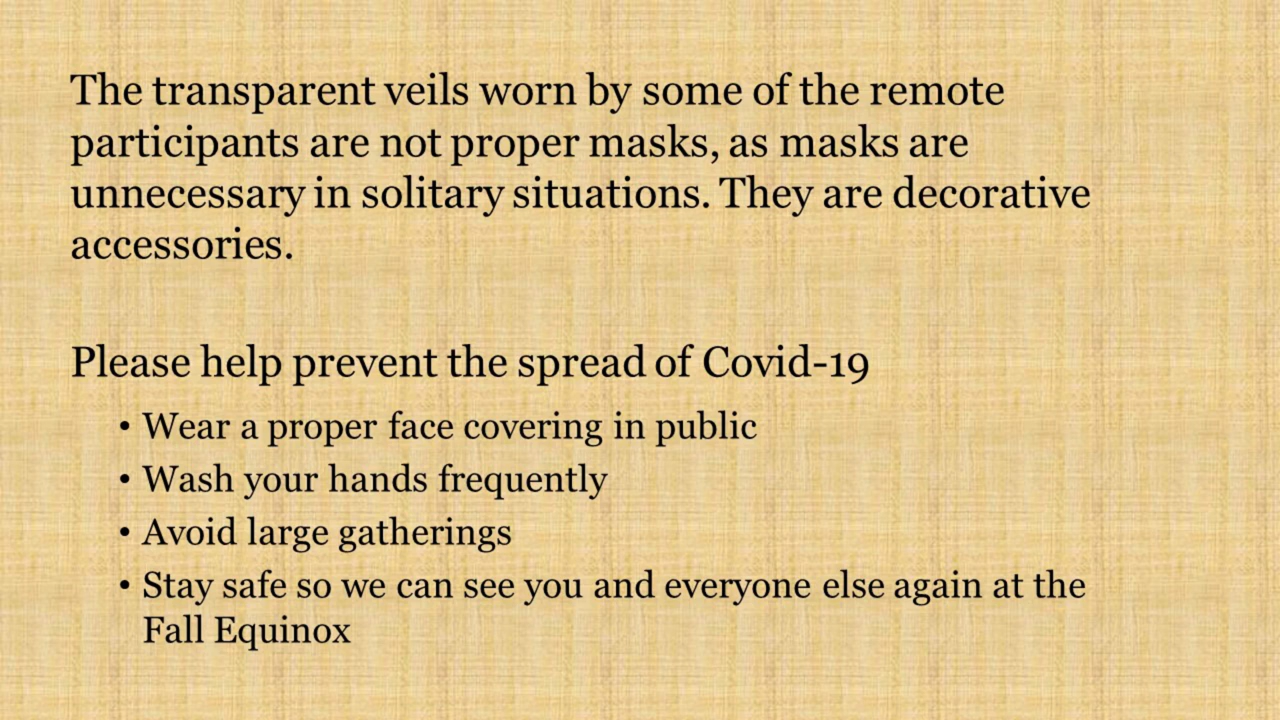 The transparent veils worn by some of the remote
participants are not proper masks, as masks are
unnecessary in solitary situations. They are decorative
accessories.
Please help prevent the spread of Covid-19
• Wear a proper face covering in public
• Wash your hands frequently
• Avoid large gatherings
• Stay safe so we can see you and everyone else again at the
Fall Equinox